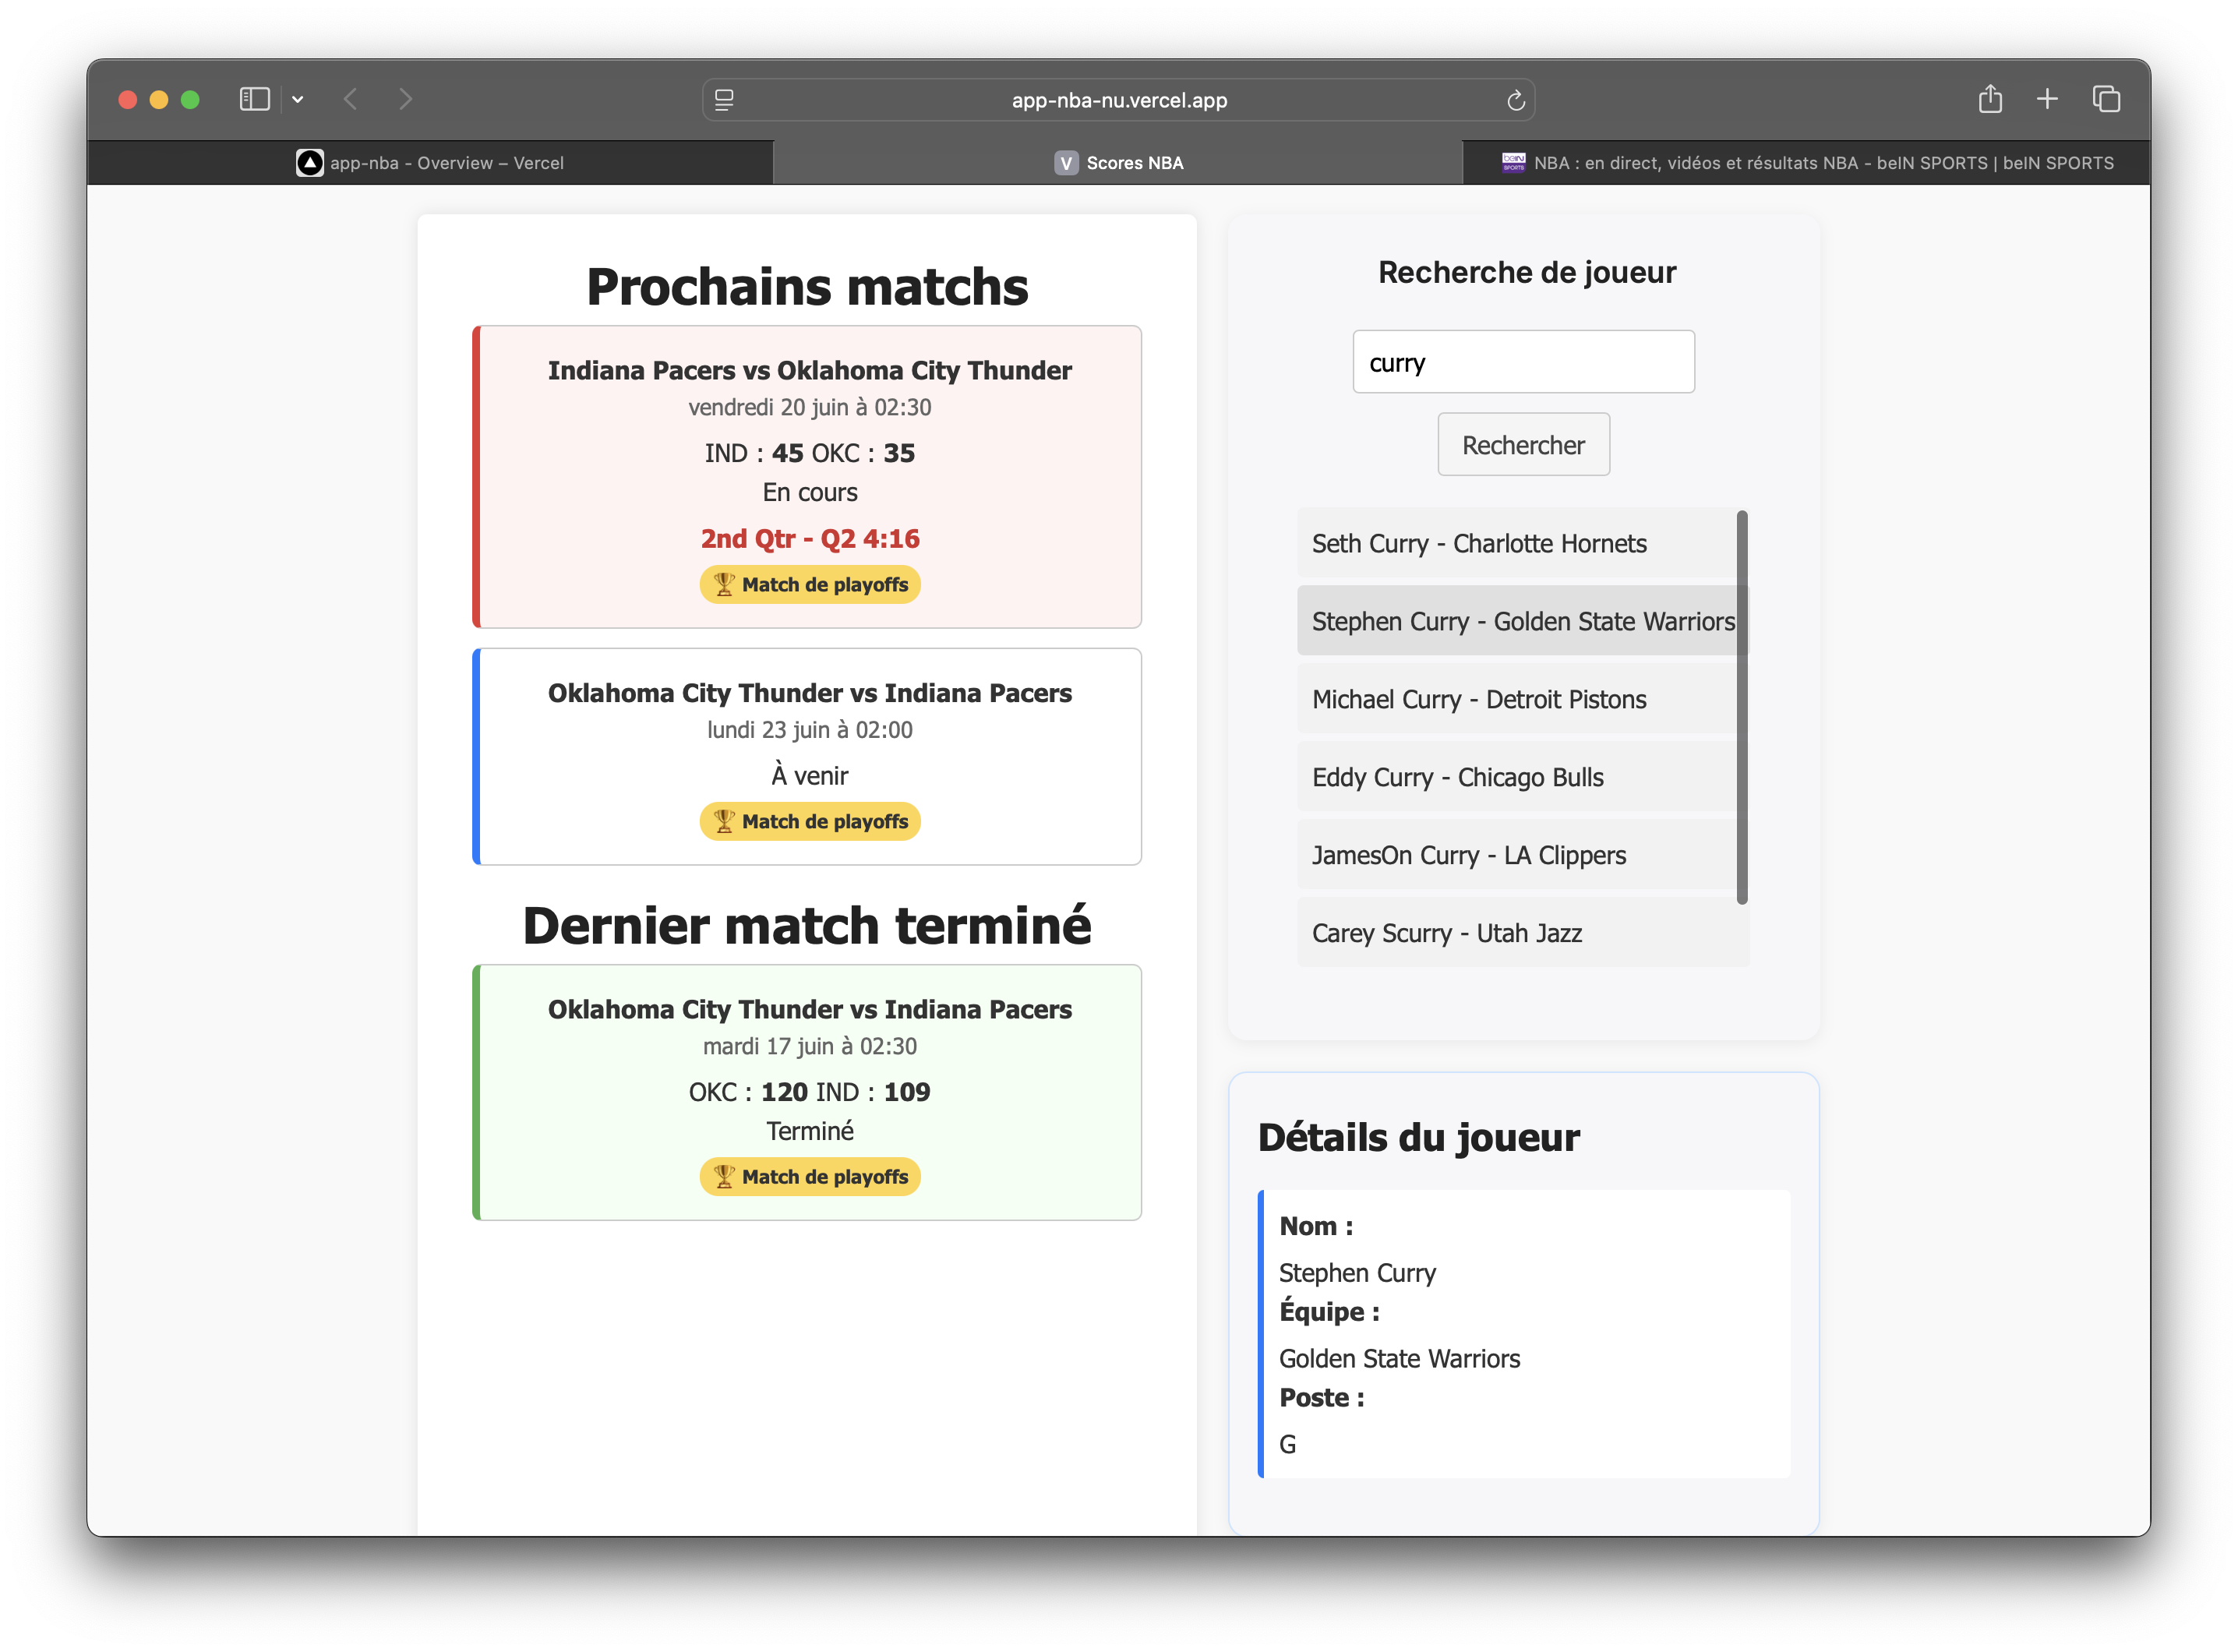 app-nba-nu.vercel.app
app-nba - Overview – Vercel
V Scores NBA
beIN SPORTS NBA : en direct, vidéos et résultats NBA - beIN SPORTS | beIN SPORTS
Prochains matchs
Indiana Pacers vs Oklahoma City Thunder
vendredi 20 juin à 02:30
IND : 45 OKC : 35
En cours
2nd Qtr - Q2 4:16
🏆 Match de playoffs
Oklahoma City Thunder vs Indiana Pacers
lundi 23 juin à 02:00
À venir
🏆 Match de playoffs
Dernier match terminé
Oklahoma City Thunder vs Indiana Pacers
mardi 17 juin à 02:30
OKC : 120 IND : 109
Terminé
🏆 Match de playoffs
Recherche de joueur
curry
Rechercher
Seth Curry - Charlotte Hornets
Stephen Curry - Golden State Warriors
Michael Curry - Detroit Pistons
Eddy Curry - Chicago Bulls
JamesOn Curry - LA Clippers
Carey Scurry - Utah Jazz
Détails du joueur
Nom :
Stephen Curry
Équipe :
Golden State Warriors
Poste :
G